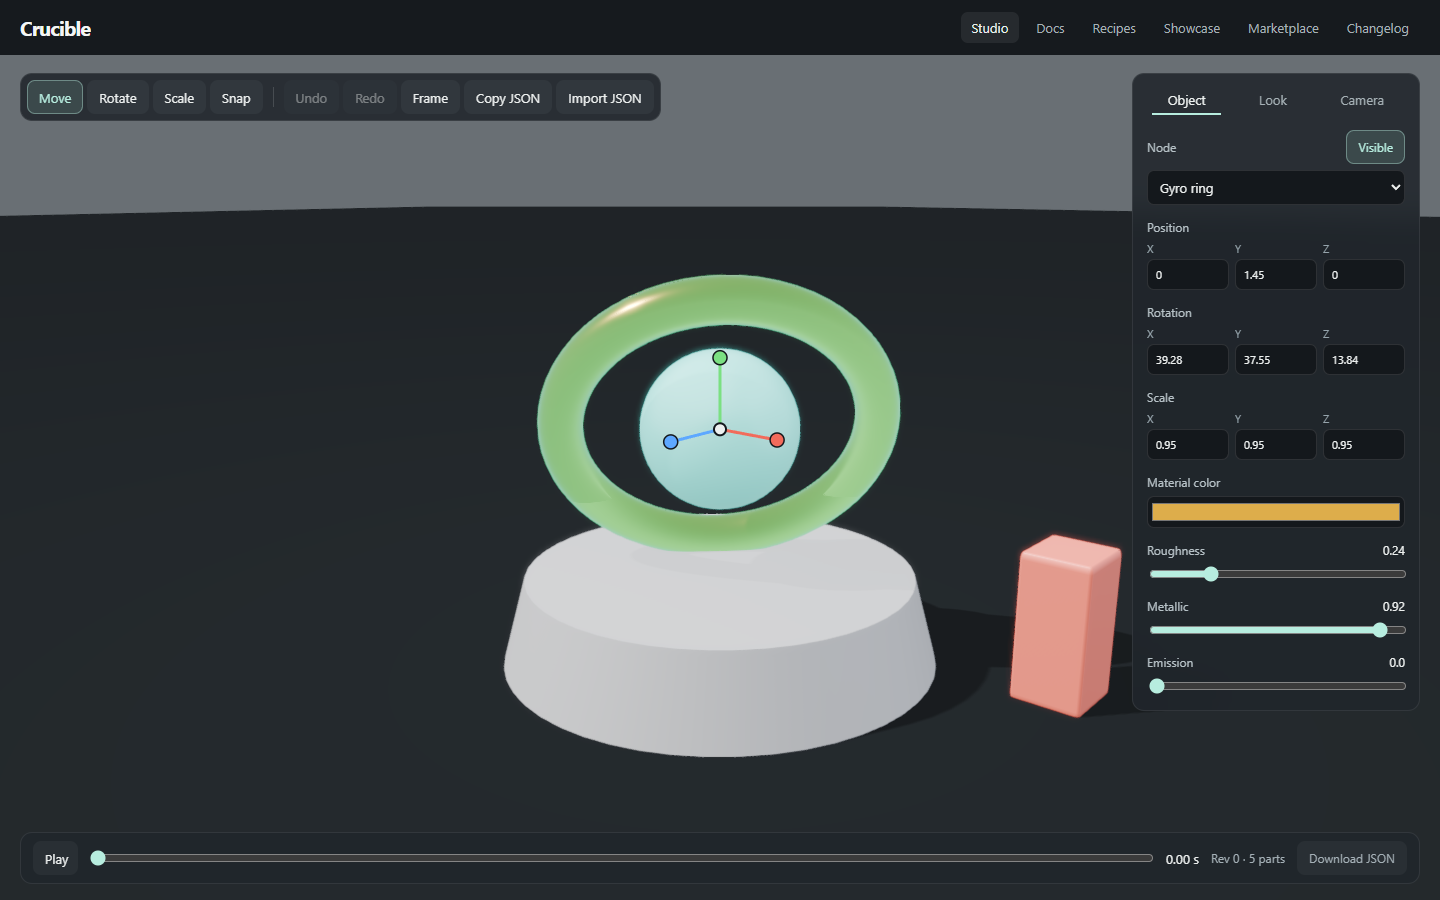 Crucible
Studio Docs Recipes Showcase Marketplace Changelog
Move Rotate Scale Snap Undo Redo Frame Copy JSON Import JSON
Object Look Camera
Node Visible
Gyro ring
Position
X Y Z
0 1.45 0
Rotation
X Y Z
39.28 37.55 13.84
Scale
X Y Z
0.95 0.95 0.95
Material color
Roughness 0.24
Metallic 0.92
Emission 0.0
Play 0.00 s Rev 0 · 5 parts Download JSON